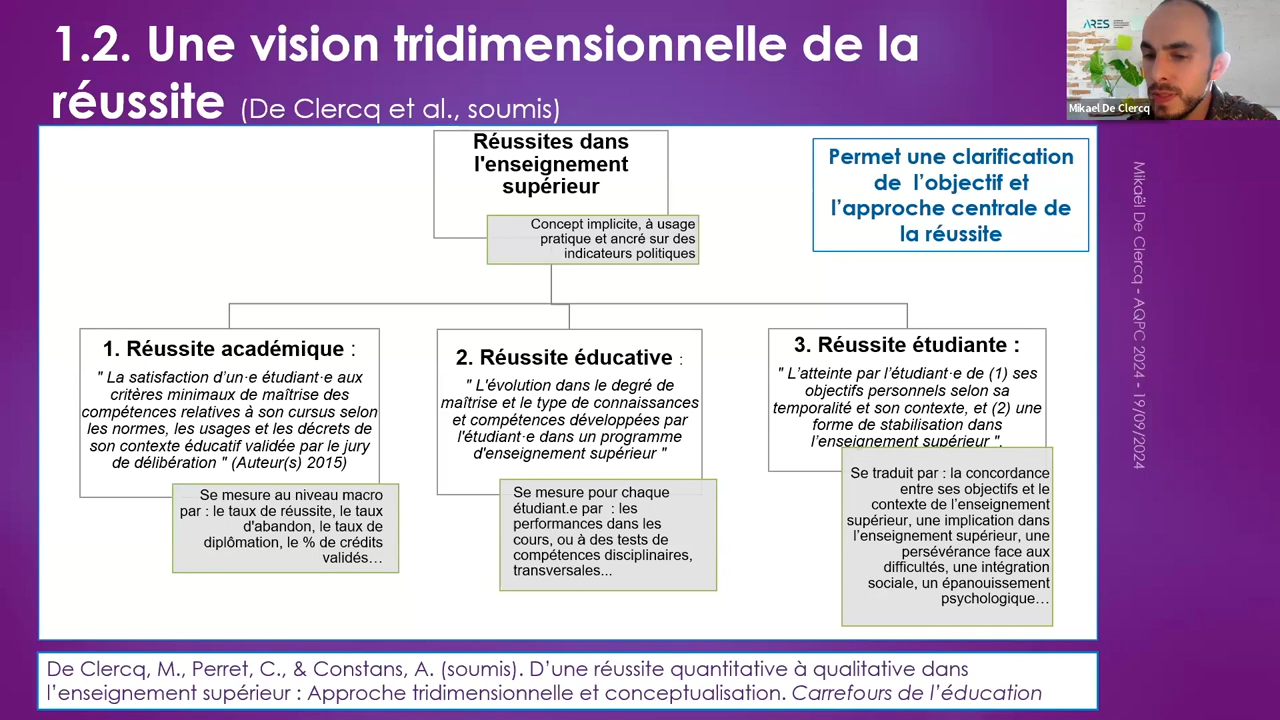 1.2. Une vision tridimensionnelle de la
réussite (De Clercq et al., soumis)
ARES
Mikael De Clercq
Réussites dans
l'enseignement
supérieur
Concept implicite, à usage
pratique et ancré sur des
indicateurs politiques
Permet une clarification
de l’objectif et
l’approche centrale de
la réussite
1. Réussite académique :
" La satisfaction d’un·e étudiant·e aux
critères minimaux de maîtrise des
compétences relatives à son cursus selon
les normes, les usages et les décrets de
son contexte éducatif validée par le jury
de délibération " (Auteur(s) 2015)
Se mesure au niveau macro
par : le taux de réussite, le taux
d'abandon, le taux de
diplômation, le % de crédits
validés…
2. Réussite éducative :
" L'évolution dans le degré de
maîtrise et le type de connaissances
et compétences développées par
l'étudiant·e dans un programme
d'enseignement supérieur "
Se mesure pour chaque
étudiant.e par : les
performances dans les
cours, ou à des tests de
compétences disciplinaires,
transversales...
3. Réussite étudiante :
" L’atteinte par l’étudiant·e de (1) ses
objectifs personnels selon sa
temporalité et son contexte, et (2) une
forme de stabilisation dans
l’enseignement supérieur ".
Se traduit par : la concordance
entre ses objectifs et le
contexte de l’enseignement
supérieur, une implication dans
l’enseignement supérieur, une
persévérance face aux
difficultés, une intégration
sociale, un épanouissement
psychologique…
Mikaël De Clercq - AQPC 2024 - 19/09/2024
De Clercq, M., Perret, C., & Constans, A. (soumis). D’une réussite quantitative à qualitative dans
l’enseignement supérieur : Approche tridimensionnelle et conceptualisation. Carrefours de l’éducation